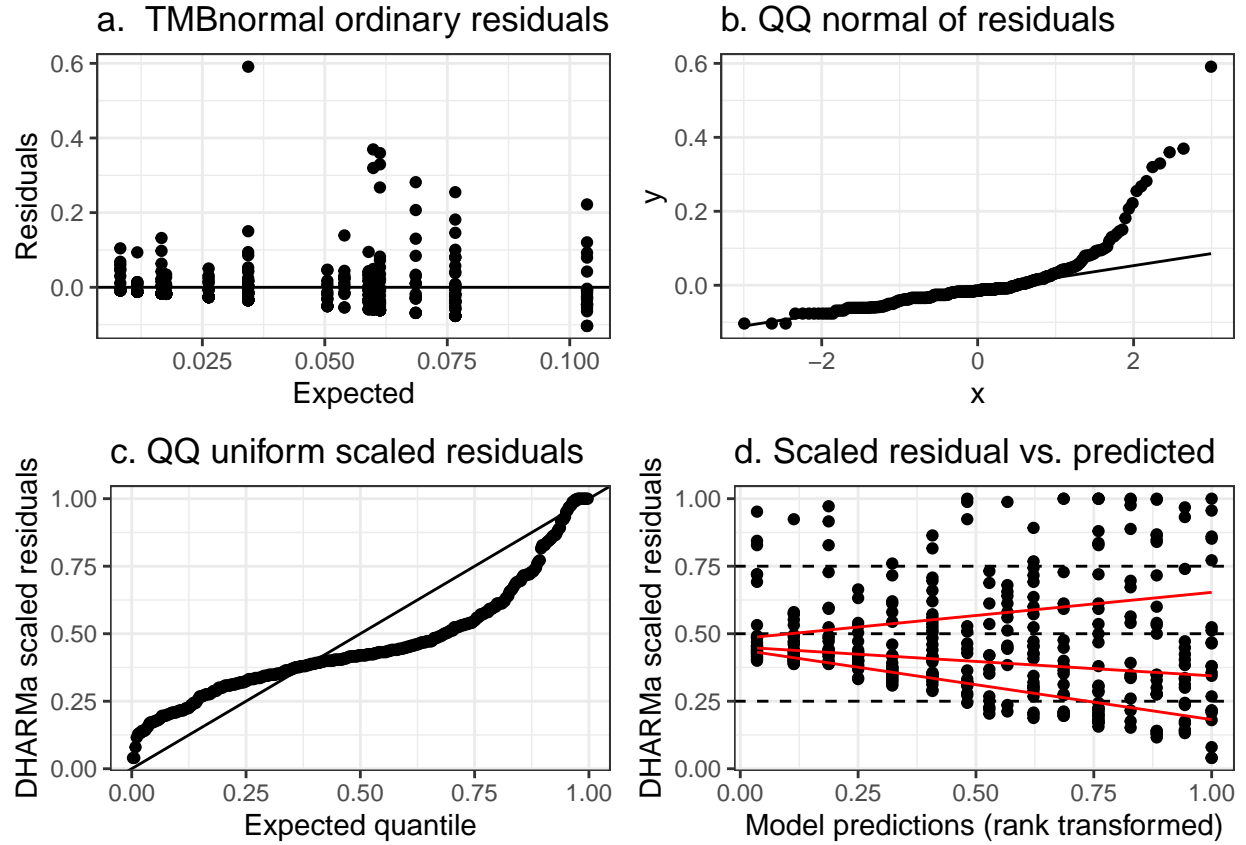 a. TMBnormal ordinary residuals
0.6
0.4
0.2
0.0
Residuals
0.025 0.050 0.075 0.100
Expected
b. QQ normal of residuals
0.6
0.4
0.2
0.0
y
−2 0 2
x
c. QQ uniform scaled residuals
1.00
0.75
0.50
0.25
0.00
DHARMa scaled residuals
0.00 0.25 0.50 0.75 1.00
Expected quantile
d. Scaled residual vs. predicted
1.00
0.75
0.50
0.25
0.00
DHARMa scaled residuals
0.00 0.25 0.50 0.75 1.00
Model predictions (rank transformed)